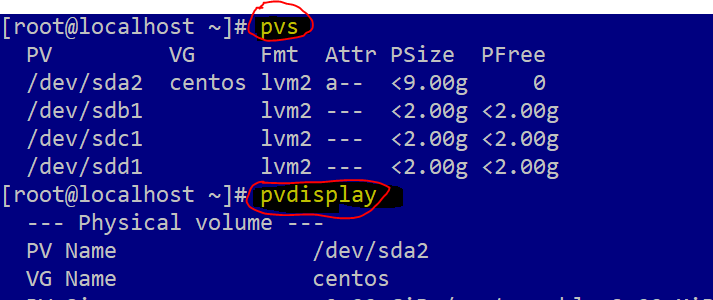 [root@localhost ~]# pvs
PV VG Fmt Attr PSize PFree
/dev/sda2 centos lvm2 a-- <9.00g 0
/dev/sdb1 lvm2 --- <2.00g <2.00g
/dev/sdc1 lvm2 --- <2.00g <2.00g
/dev/sdd1 lvm2 --- <2.00g <2.00g
[root@localhost ~]# pvdisplay
--- Physical volume ---
PV Name /dev/sda2
VG Name centos